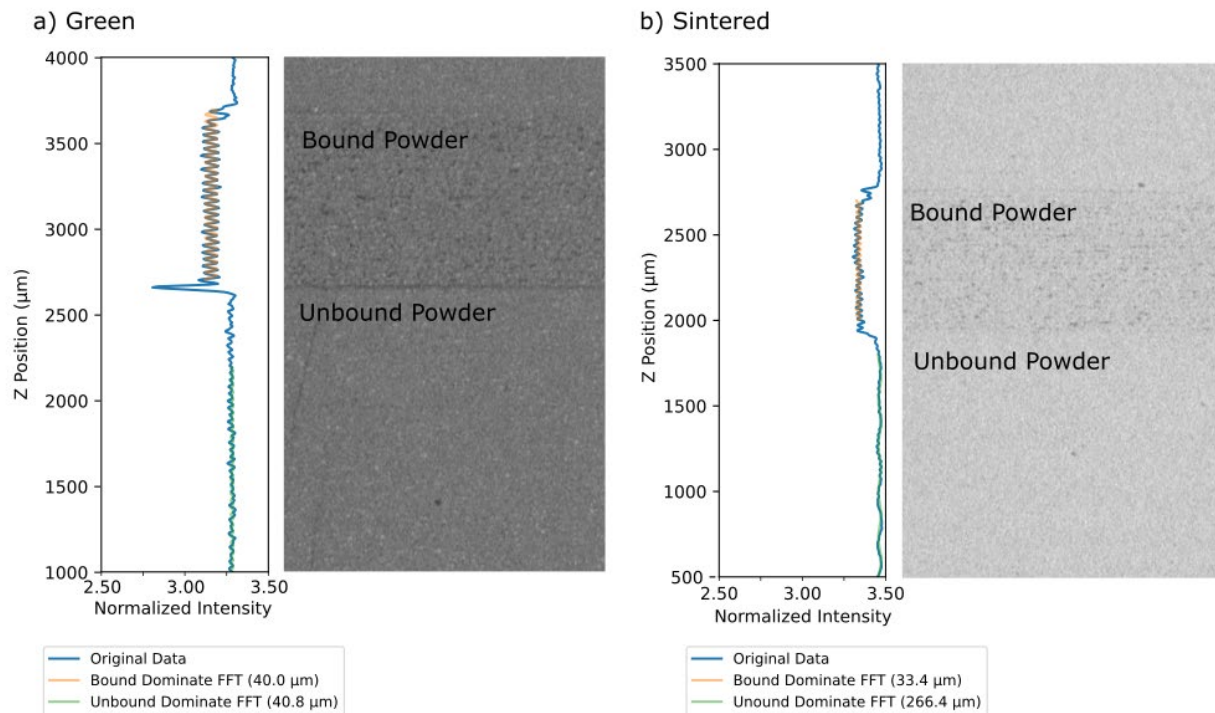 a) Green
4000
3500
3000
2500
2000
1500
1000
Z Position (µm)
2.50 3.00 3.50
Normalized Intensity
Bound Powder
Unbound Powder
Original Data
Bound Dominate FFT (40.0 µm)
Unbound Dominate FFT (40.8 µm)
b) Sintered
3500
3000
2500
2000
1500
1000
500
Z Position (µm)
2.50 3.00 3.50
Normalized Intensity
Bound Powder
Unbound Powder
Original Data
Bound Dominate FFT (33.4 µm)
Unound Dominate FFT (266.4 µm)